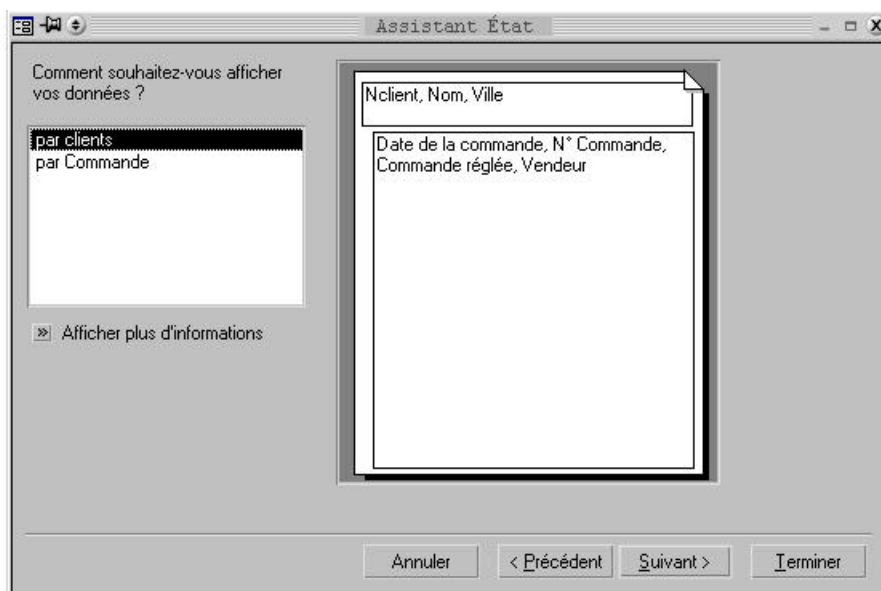 Assistant État
Comment souhaitez-vous afficher
vos données ?
par clients
par Commande
Afficher plus d'informations
Nclient, Nom, Ville
Date de la commande, N° Commande,
Commande réglée, Vendeur
Annuler
< Précédent
Suivant >
Terminer